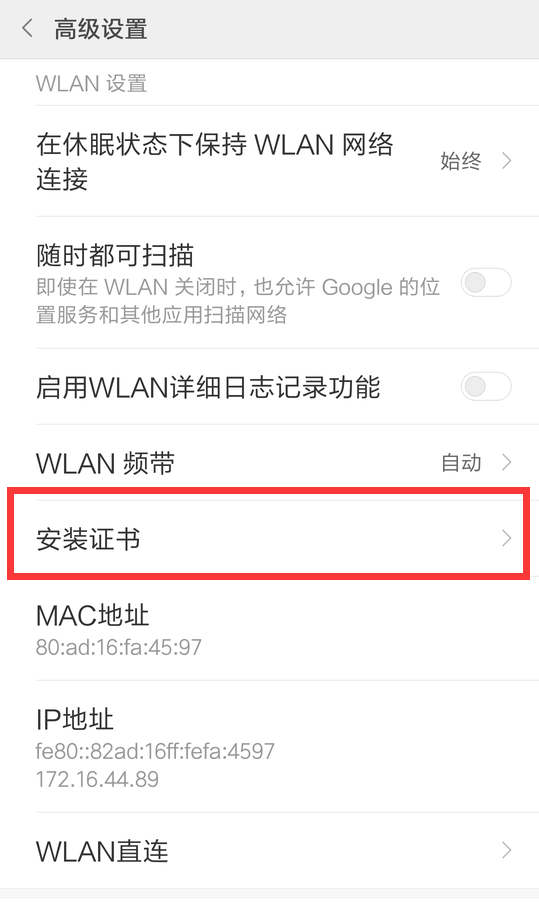 高级设置
WLAN 设置
在休眠状态下保持 WLAN 网络
连接
始终
随时都可扫描
即使在 WLAN 关闭时，也允许 Google 的位
置服务和其他应用扫描网络
启用WLAN详细日志记录功能
WLAN 频带
自动
安装证书
MAC地址
80:ad:16:fa:45:97
IP地址
fe80::82ad:16ff:fefa:4597
172.16.44.89
WLAN直连